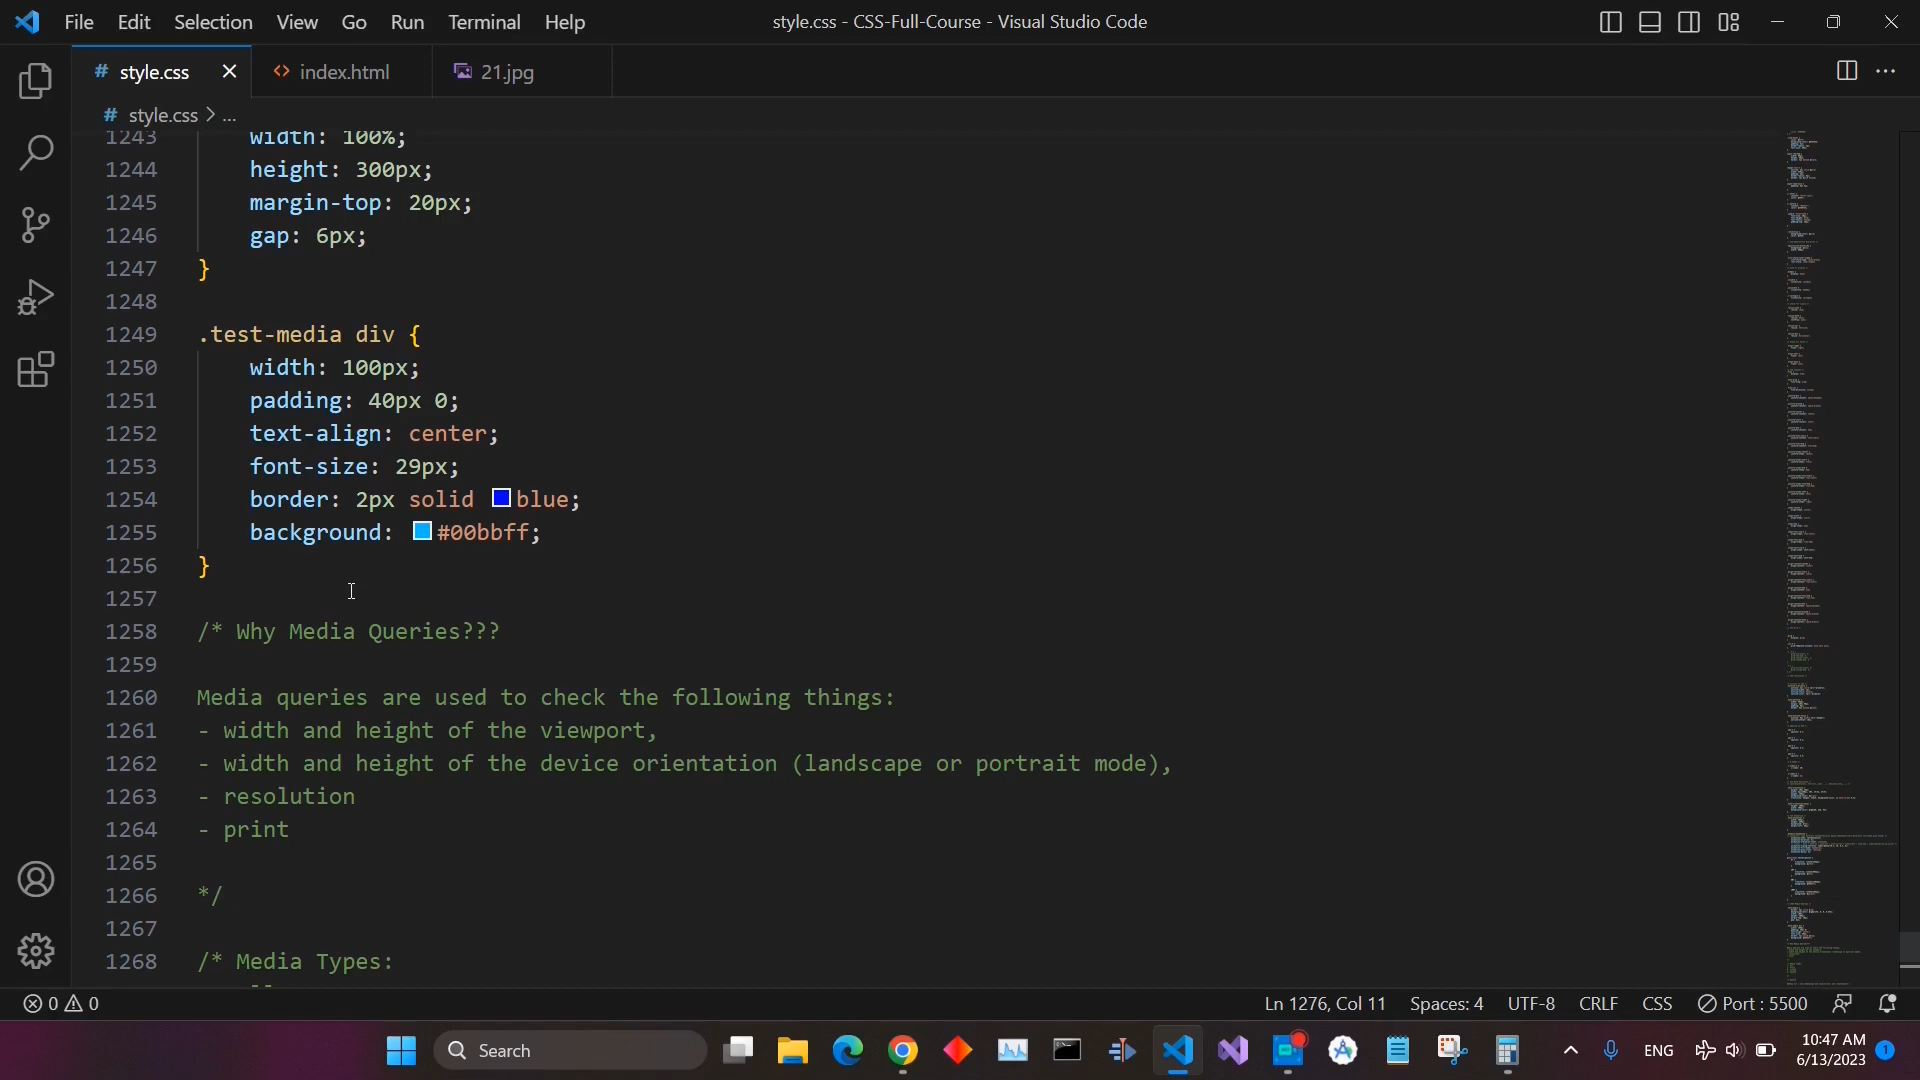 File Edit Selection View Go Run Terminal Help style.css - CSS-Full-Course - Visual Studio Code
# style.css index.html 21.jpg
# style.css > ...
1243 width: 100%;
1244 height: 300px;
1245 margin-top: 20px;
1246 gap: 6px;
1247 }
1248
1249 .test-media div {
1250 width: 100px;
1251 padding: 40px 0;
1252 text-align: center;
1253 font-size: 29px;
1254 border: 2px solid blue;
1255 background: #00bbff;
1256 }
1257
1258 /* Why Media Queries???
1259
1260 Media queries are used to check the following things:
1261 - width and height of the viewport,
1262 - width and height of the device orientation (landscape or portrait mode),
1263 - resolution
1264 - print
1265
1266 */
1267
1268 /* Media Types:
0 0 Ln 1276, Col 11 Spaces: 4 UTF-8 CRLF CSS Port : 5500
Search ENG 10:47 AM
6/13/2023 1